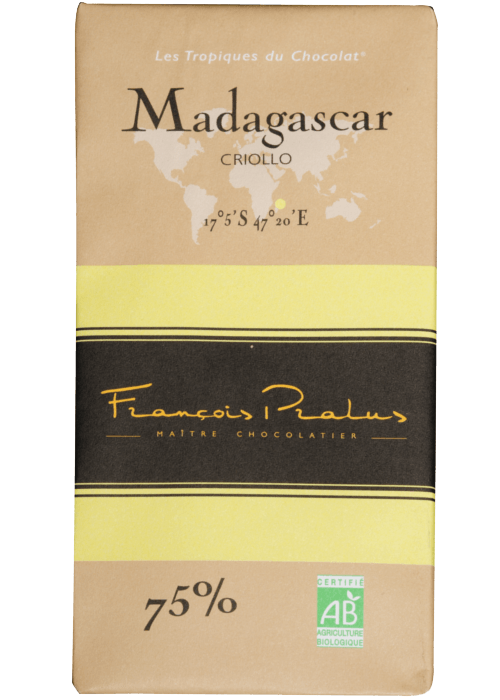 Les Tropiques du Chocolat®
Madagascar
CRIOLLO
17°5'S 47°20'E
François Pralus
MAÎTRE CHOCOLATIER
75%
CERTIFIÉ
AB
AGRICULTURE
BIOLOGIQUE